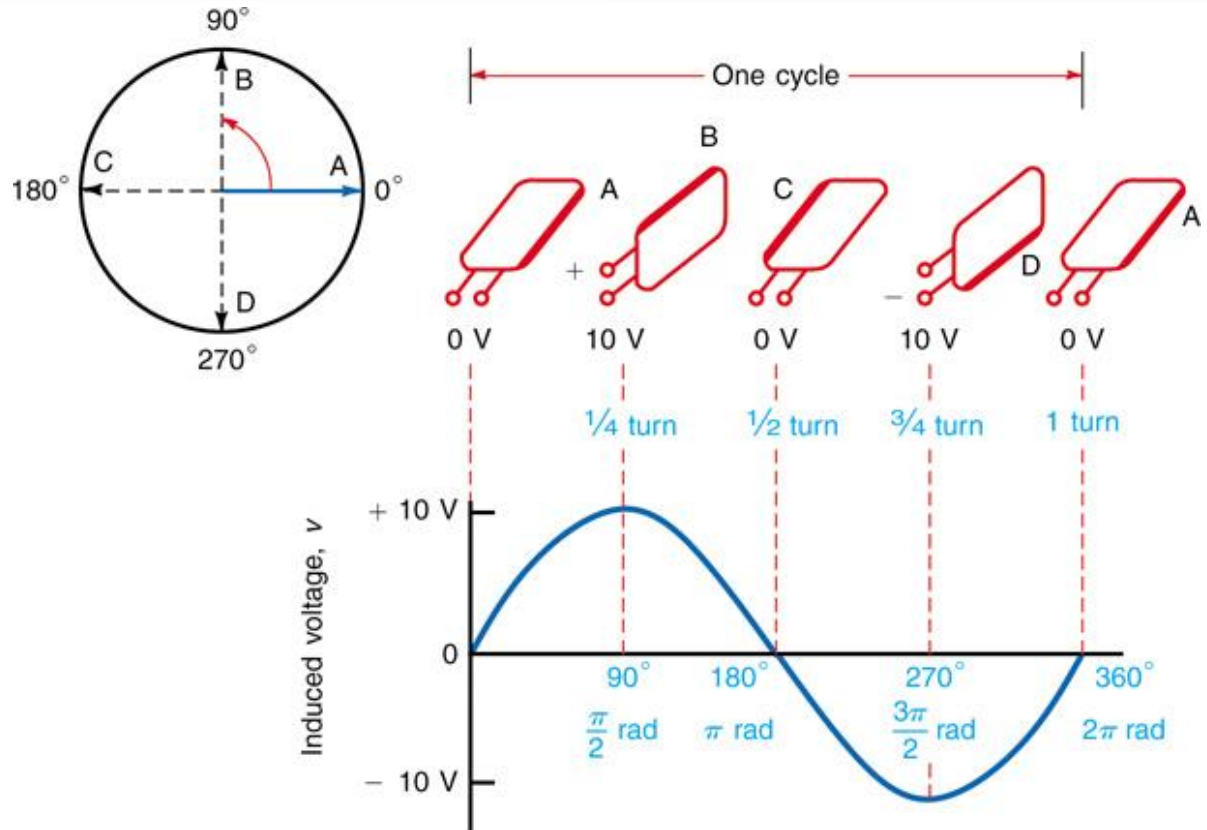 90°
B
C
A
180°
0°
D
270°
One cycle
B
A
C
A
D
+
−
0 V
10 V
0 V
10 V
0 V
¼ turn
½ turn
¾ turn
1 turn
Induced voltage, v
+ 10 V
0
90°
180°
270°
360°
π/2 rad
π rad
3π/2 rad
2π rad
− 10 V